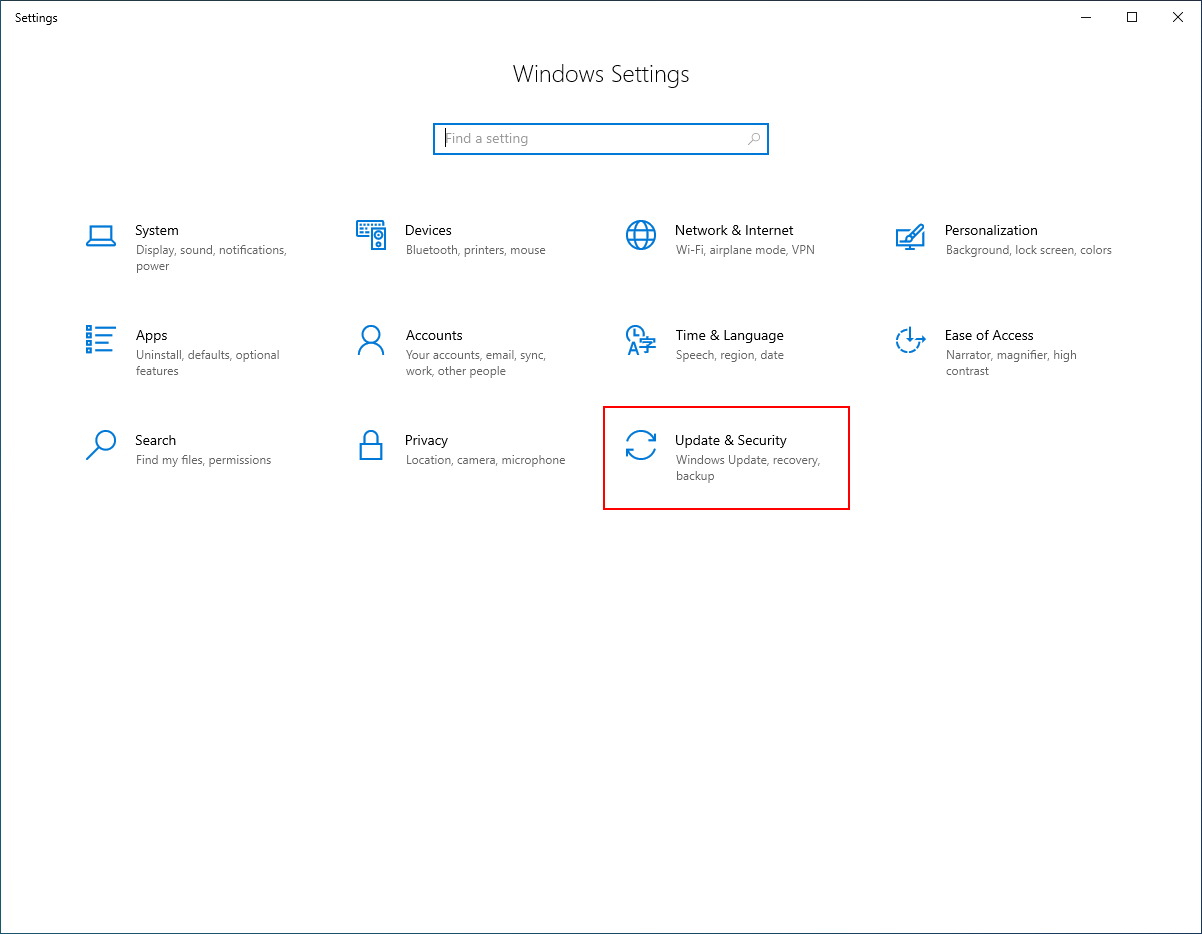 Settings
Windows Settings
Find a setting
System
Display, sound, notifications,
power
Devices
Bluetooth, printers, mouse
Network & Internet
Wi-Fi, airplane mode, VPN
Personalization
Background, lock screen, colors
Apps
Uninstall, defaults, optional
features
Accounts
Your accounts, email, sync,
work, other people
Time & Language
Speech, region, date
Ease of Access
Narrator, magnifier, high
contrast
Search
Find my files, permissions
Privacy
Location, camera, microphone
Update & Security
Windows Update, recovery,
backup